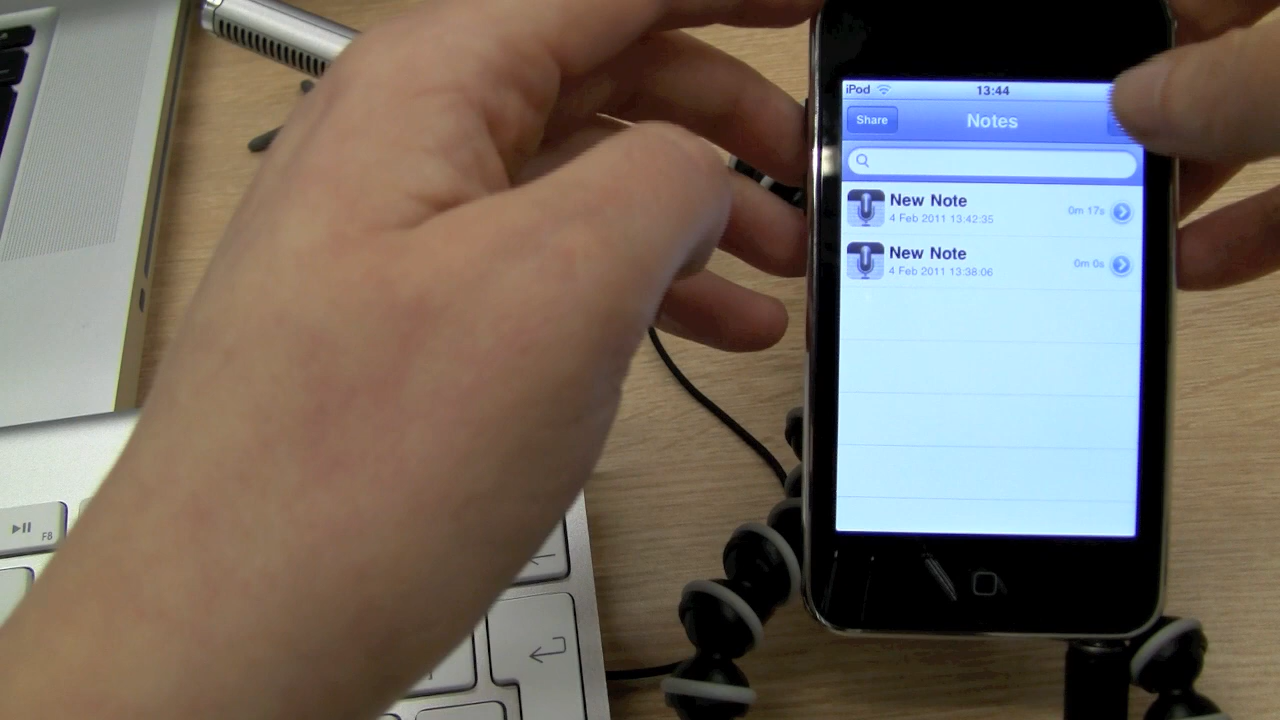 iPod 13:44
Share Notes
New Note
4 Feb 2011 13:42:35 0m 17s
New Note
4 Feb 2011 13:38:06 0m 0s
F8